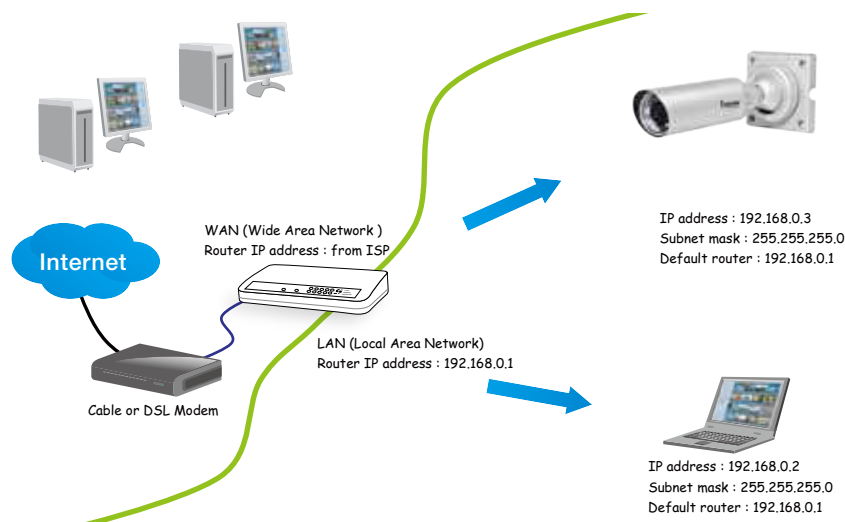 IP address : 192.168.0.3
Subnet mask : 255.255.255.0
Default router : 192.168.0.1
WAN (Wide Area Network )
Router IP address : from ISP
Internet
LAN (Local Area Network)
Router IP address : 192.168.0.1
Cable or DSL Modem
IP address : 192.168.0.2
Subnet mask : 255.255.255.0
Default router : 192.168.0.1